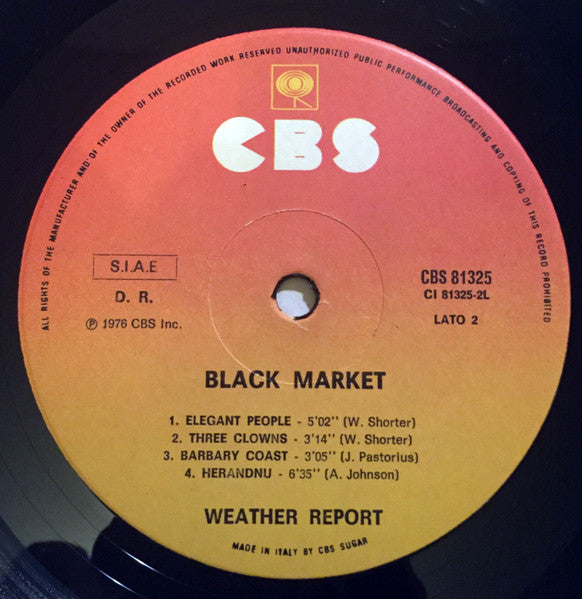 ALL RIGHTS OF THE MANUFACTURER AND OF THE OWNER OF THE RECORDED WORK RESERVED UNAUTHORIZED PUBLIC PERFORMANCE BROADCASTING AND COPYING OF THIS RECORD PROHIBITED
CBS
S.I.A.E
D. R.
℗ 1976 CBS Inc.
CBS 81325
CI 81325-2L
LATO 2
BLACK MARKET
1. ELEGANT PEOPLE - 5'02'' (W. Shorter)
2. THREE CLOWNS - 3'14'' (W. Shorter)
3. BARBARY COAST - 3'05'' (J. Pastorius)
4. HERANDNU - 6'35'' (A. Johnson)
WEATHER REPORT
MADE IN ITALY BY CBS SUGAR